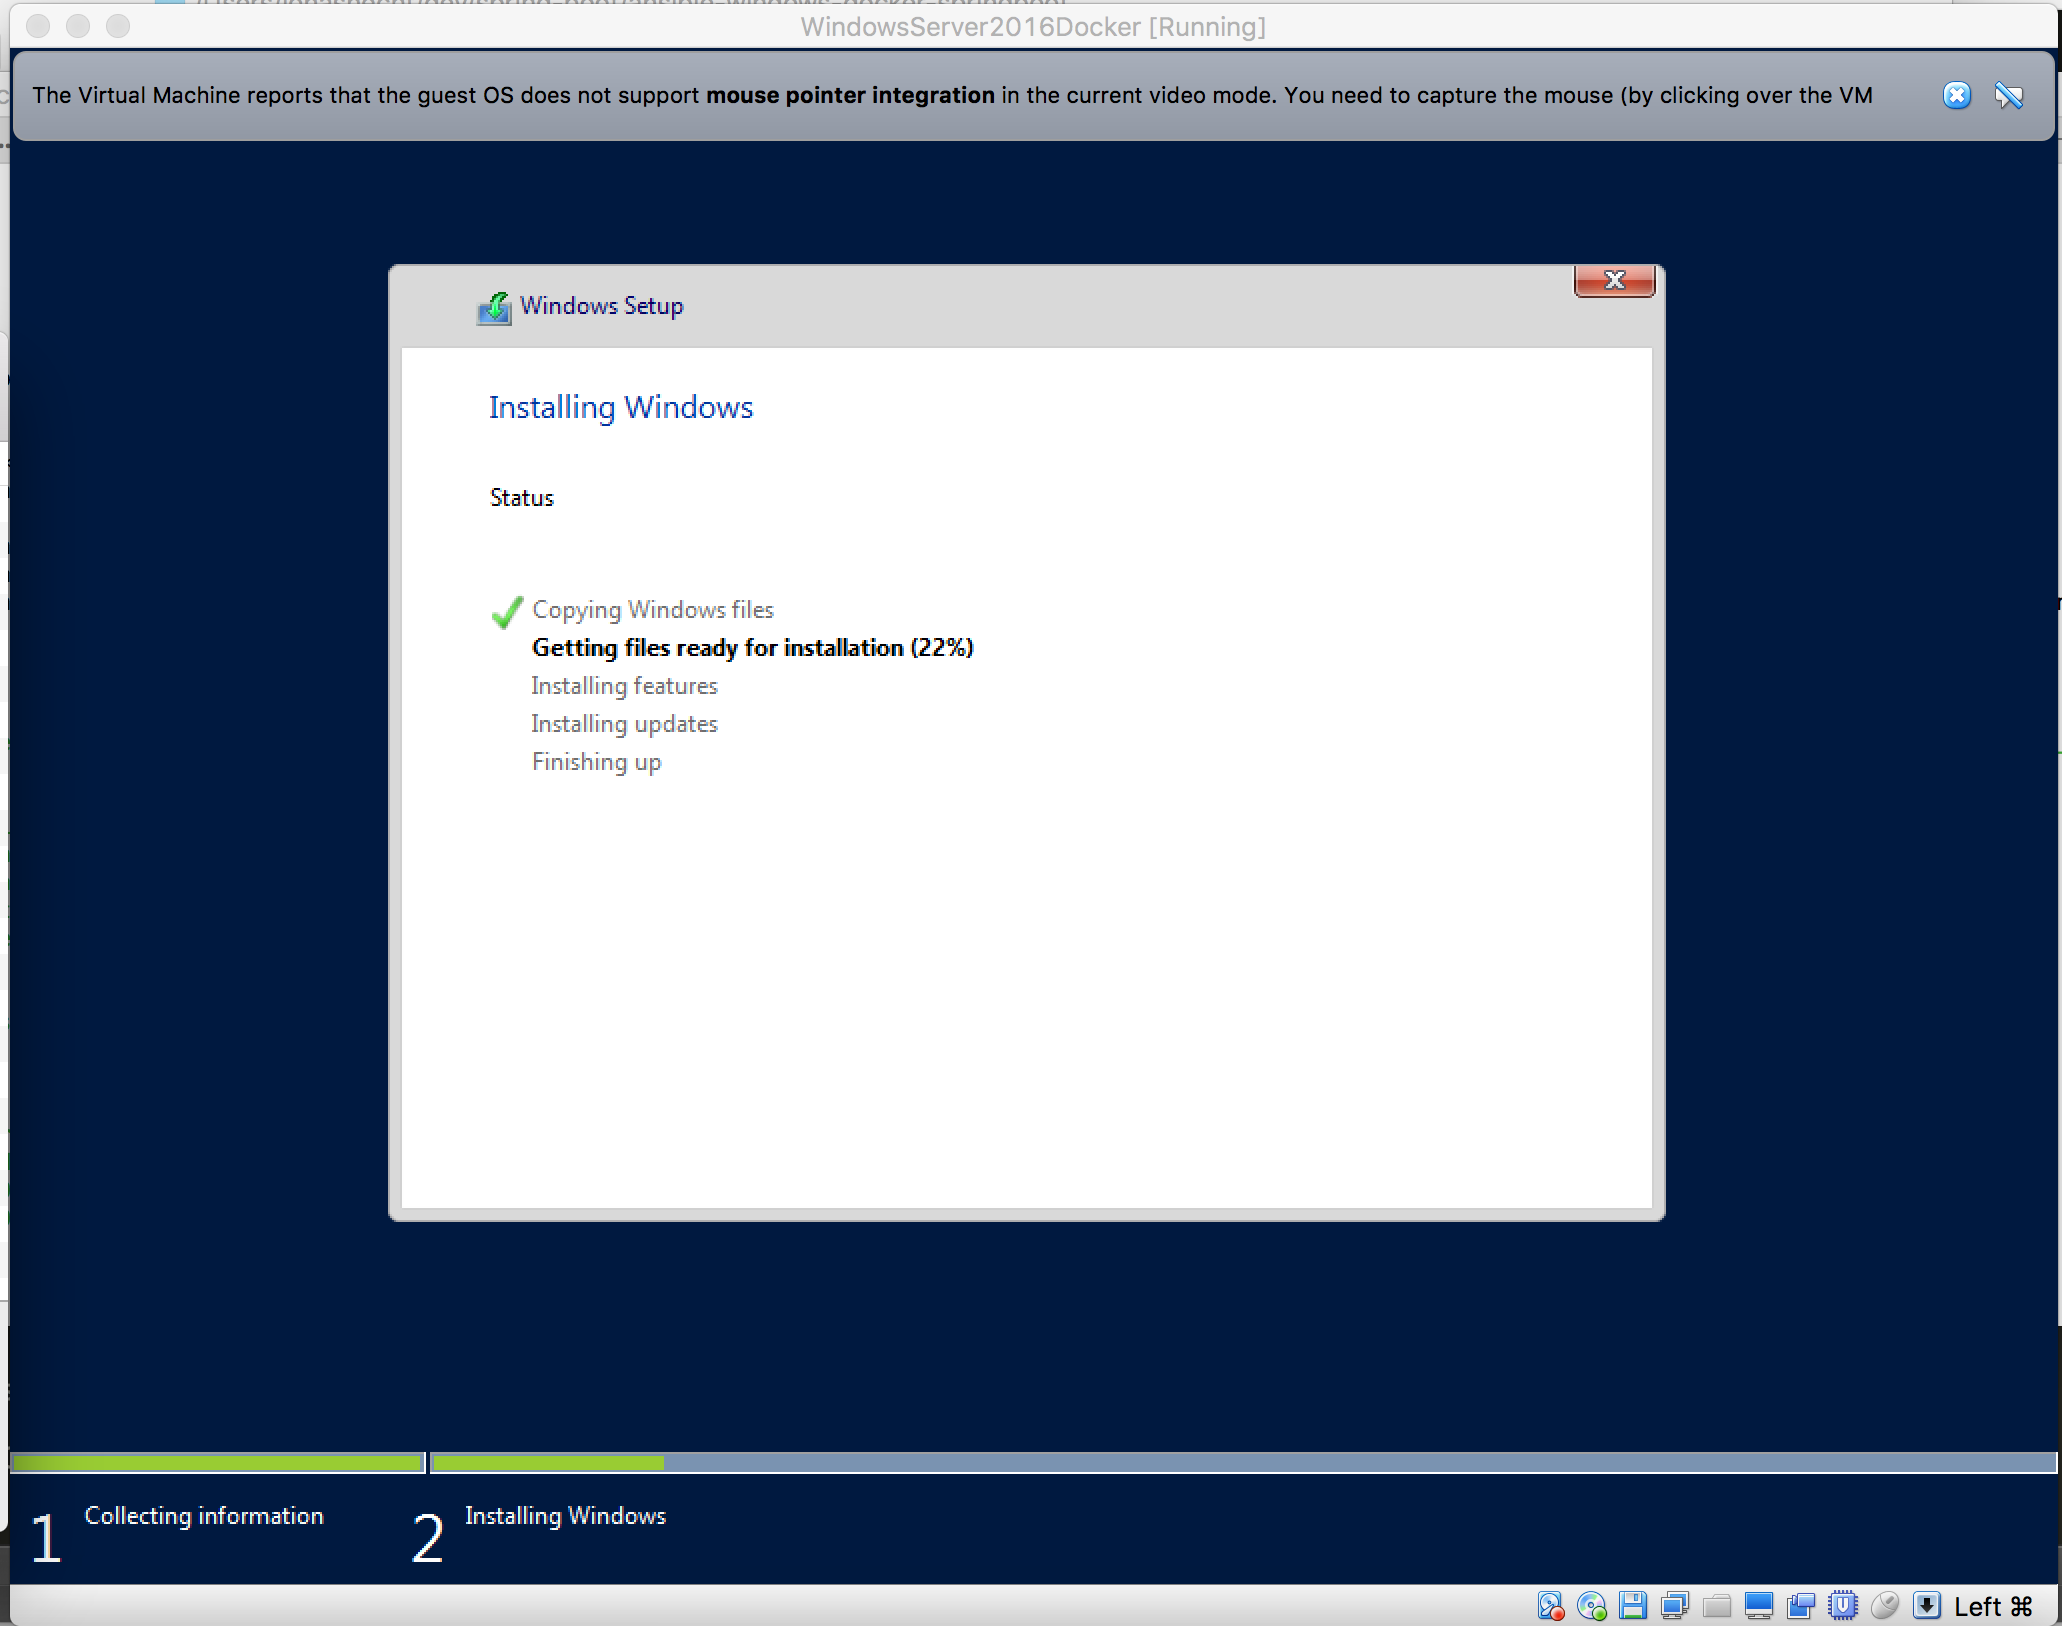 WindowsServer2016Docker [Running]
The Virtual Machine reports that the guest OS does not support mouse pointer integration in the current video mode. You need to capture the mouse (by clicking over the VM
Windows Setup
Installing Windows
Status
Copying Windows files
Getting files ready for installation (22%)
Installing features
Installing updates
Finishing up
1 Collecting information
2 Installing Windows
Left ⌘